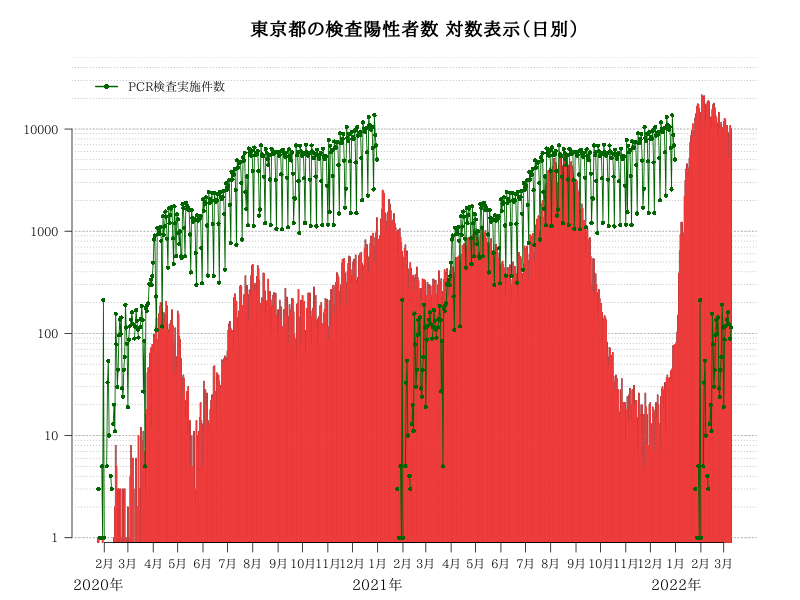 東京都の検査陽性者数 対数表示(日別)
PCR検査実施件数
10000
1000
100
10
1
2月 3月 4月 5月 6月 7月 8月 9月 10月 11月 12月 1月 2月 3月 4月 5月 6月 7月 8月 9月 10月 11月 12月 1月 2月 3月
2020年 2021年 2022年